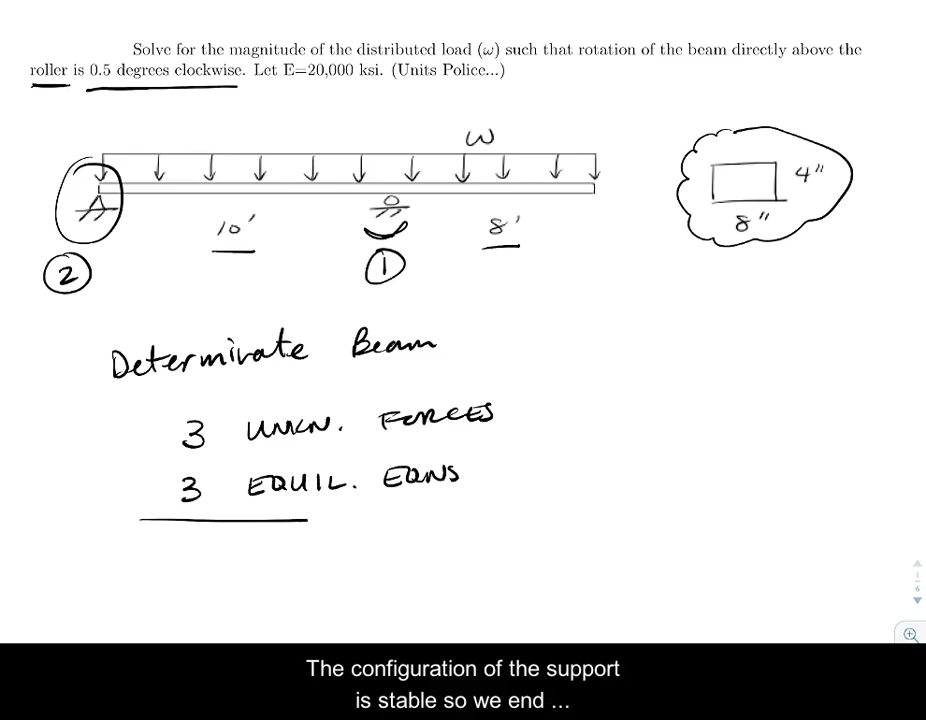 Solve for the magnitude of the distributed load (ω) such that rotation of the beam directly above the
roller is 0.5 degrees clockwise. Let E=20,000 ksi. (Units Police...)
ω
4"
10'
8'
8"
2
1
Determinate Beam
3 UNKN. FORCES
3 EQUIL. EQNS
1
6
The configuration of the support
is stable so we end ...